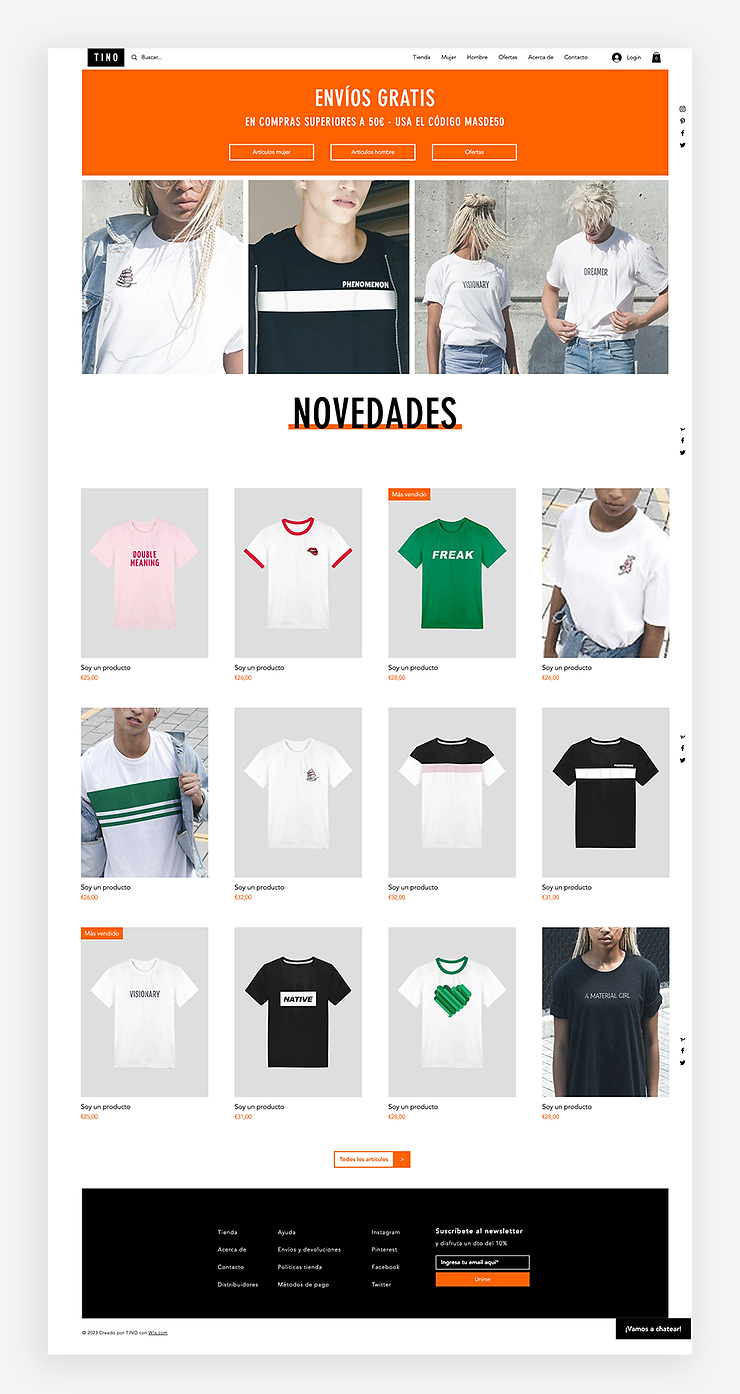 TINO
Buscar...
Tienda Mujer Hombre Ofertas Acerca de Contacto
Login
0
ENVÍOS GRATIS
EN COMPRAS SUPERIORES A 50€ - USA EL CÓDIGO MASDE50
Artículos mujer
Artículos hombre
Ofertas
PHENOMENON
VISIONARY
DREAMER
NOVEDADES
DOUBLE
MEANING
Más vendido
FREAK
Soy un producto
€25,00
Soy un producto
€26,00
Soy un producto
€28,00
Soy un producto
€26,00
PHENOMENON
Soy un producto
€26,00
Soy un producto
€32,00
Soy un producto
€32,00
Soy un producto
€31,00
Más vendido
VISIONARY
NATIVE
A MATERIAL GIRL
Soy un producto
€25,00
Soy un producto
€31,00
Soy un producto
€28,00
Soy un producto
€28,00
Todos los artículos >
Tienda
Acerca de
Contacto
Distribuidores
Ayuda
Envíos y devoluciones
Políticas tienda
Métodos de pago
Instagram
Pinterest
Facebook
Twitter
Suscríbete al newsletter
y disfruta un dto del 10%
Ingresa tu email aquí*
Unirse
© 2023 Creado por TINO con Wix.com
¡Vamos a chatear!